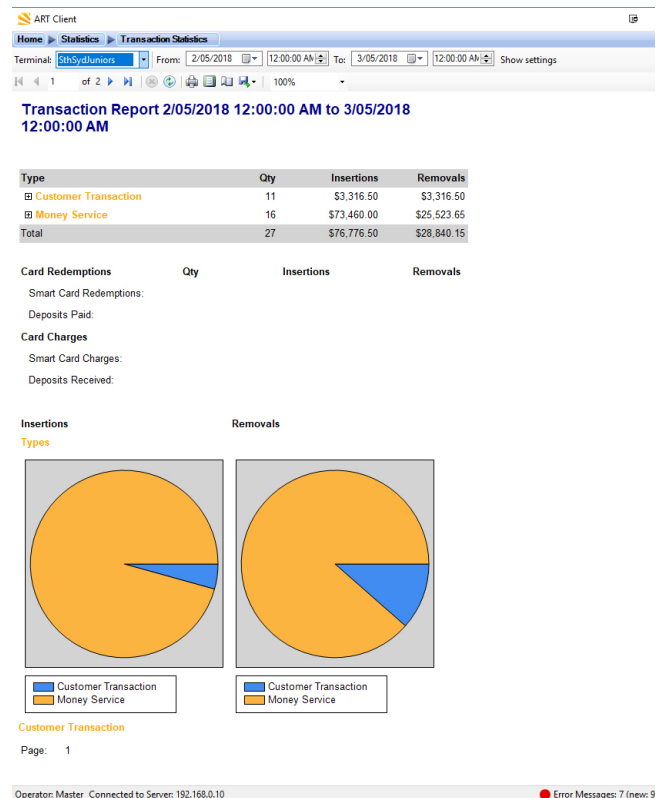 ART Client
Home Statistics Transaction Statistics
Terminal: SthSydJuniors From: 2/05/2018 12:00:00 AM To: 3/05/2018 12:00:00 AM Show settings
1 of 2 100%
Transaction Report 2/05/2018 12:00:00 AM to 3/05/2018
12:00:00 AM
Type Qty Insertions Removals
Customer Transaction 11 $3,316.50 $3,316.50
Money Service 16 $73,460.00 $25,523.65
Total 27 $76,776.50 $28,840.15
Card Redemptions Qty Insertions Removals
Smart Card Redemptions:
Deposits Paid:
Card Charges
Smart Card Charges:
Deposits Received:
Insertions Removals
Types
Customer Transaction Customer Transaction
Money Service Money Service
Customer Transaction
Page: 1
Operator: Master Connected to Server: 192.168.0.10 Error Messages: 7 (new: 9